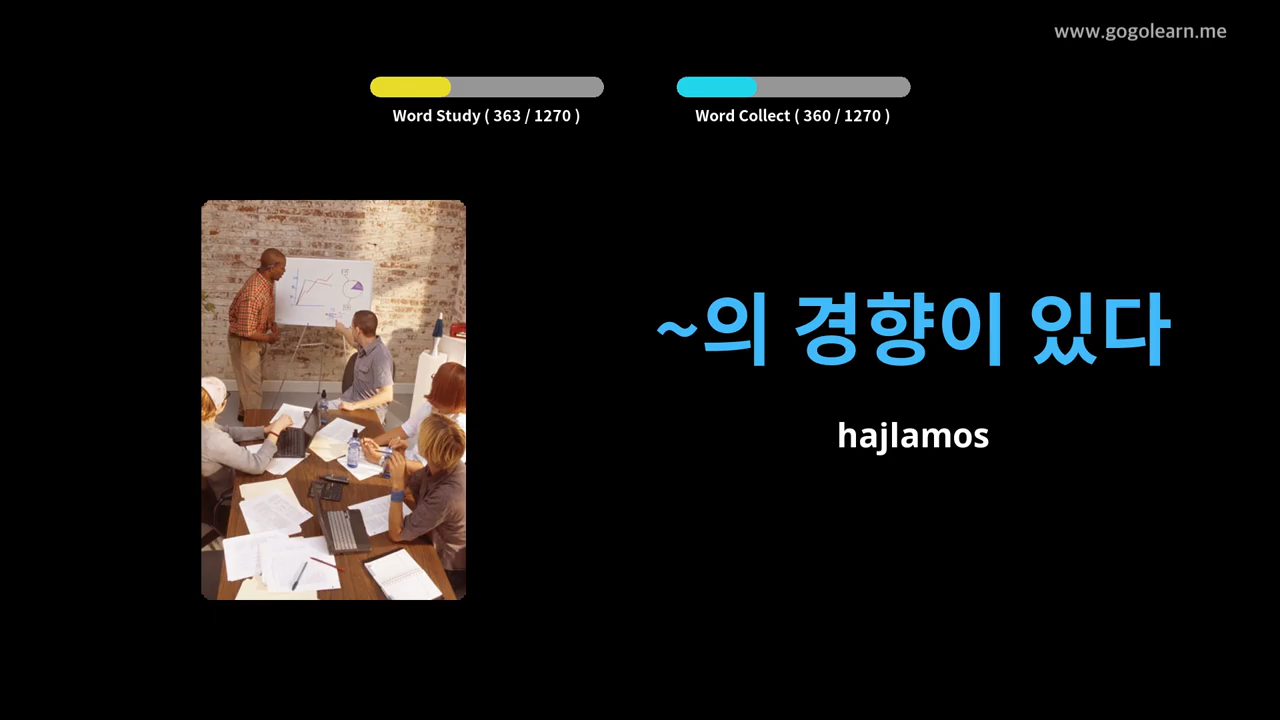 www.gogolearn.me
Word Study ( 363 / 1270 )
Word Collect ( 360 / 1270 )
~의 경향이 있다
hajlamos